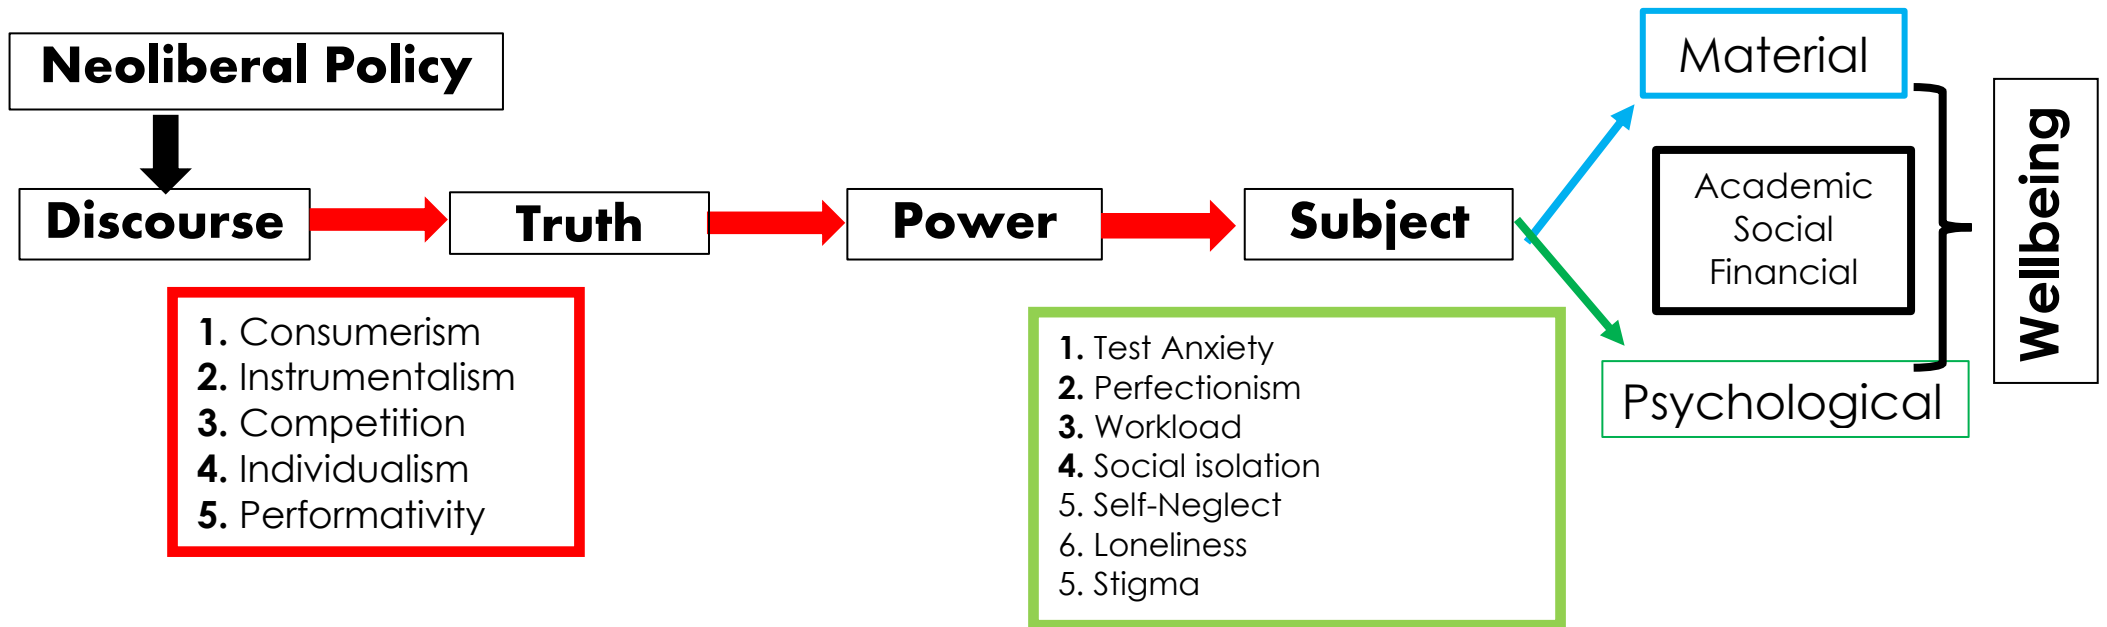 Neoliberal Policy
Discourse
Truth
Power
Subject
1. Consumerism
2. Instrumentalism
3. Competition
4. Individualism
5. Performativity
1. Test Anxiety
2. Perfectionism
3. Workload
4. Social isolation
5. Self-Neglect
6. Loneliness
5. Stigma
Material
Academic
Social
Financial
Psychological
Wellbeing